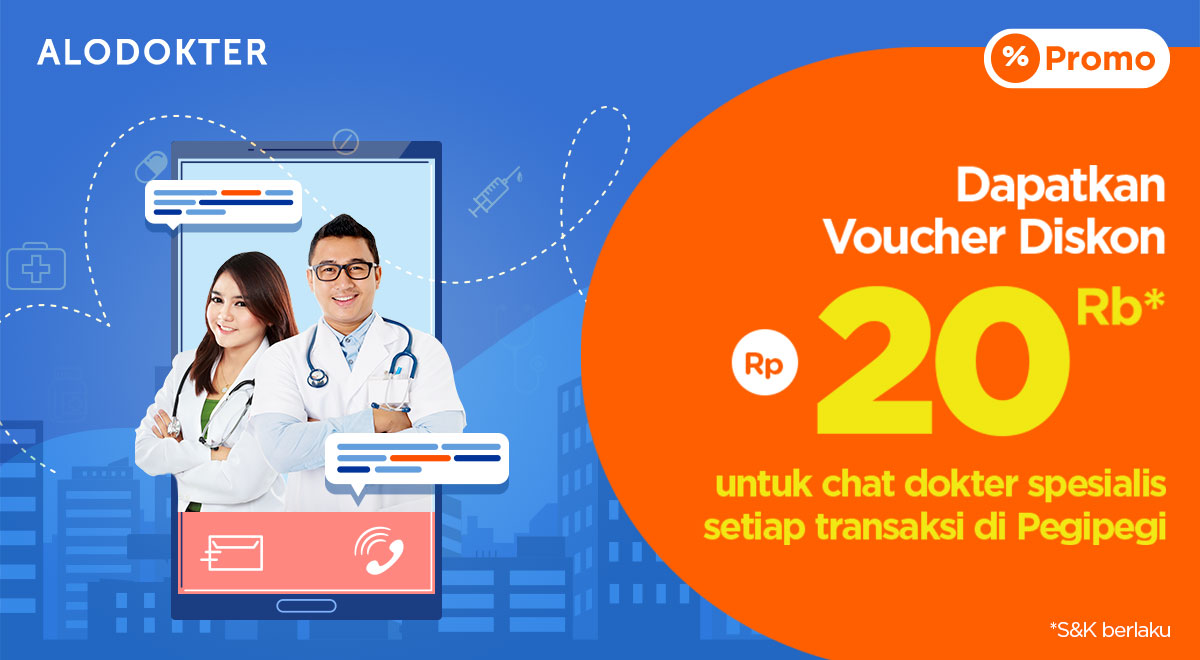 ALODOKTER
% Promo
Dapatkan
Voucher Diskon
Rp 20 Rb*
untuk chat dokter spesialis
setiap transaksi di Pegipegi
*S&K berlaku